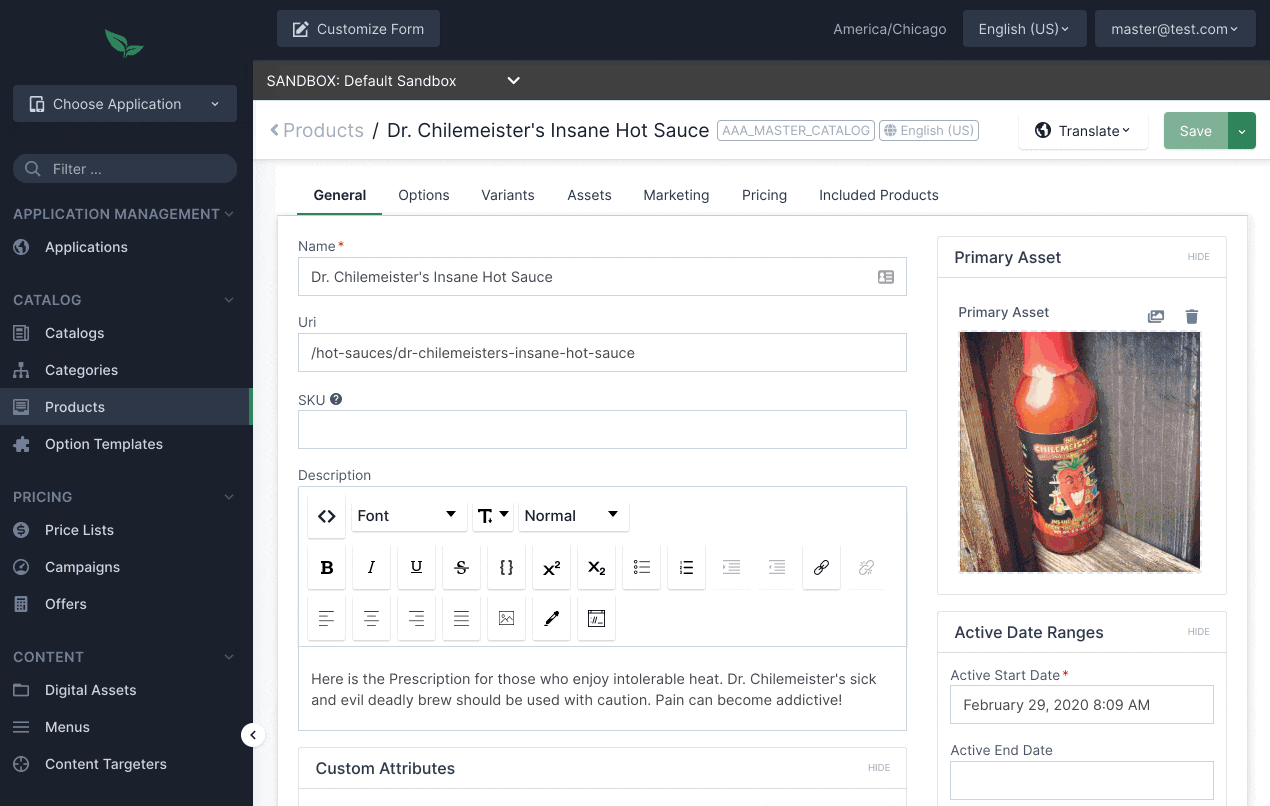 Customize Form
America/Chicago
English (US)
master@test.com
Choose Application
SANDBOX: Default Sandbox
Products / Dr. Chilemeister's Insane Hot Sauce
AAA_MASTER_CATALOG
English (US)
Translate
Save
Filter ...
APPLICATION MANAGEMENT
Applications
CATALOG
Catalogs
Categories
Products
Option Templates
PRICING
Price Lists
Campaigns
Offers
CONTENT
Digital Assets
Menus
Content Targeters
General
Options
Variants
Assets
Marketing
Pricing
Included Products
Name*
Dr. Chilemeister's Insane Hot Sauce
Uri
/hot-sauces/dr-chilemeisters-insane-hot-sauce
SKU
Description
Font
Normal
B I U S {} x² x₂
Here is the Prescription for those who enjoy intolerable heat. Dr. Chilemeister's sick
and evil deadly brew should be used with caution. Pain can become addictive!
Custom Attributes
HIDE
Primary Asset
HIDE
Primary Asset
CHILEMEISTER'S
Active Date Ranges
HIDE
Active Start Date*
February 29, 2020 8:09 AM
Active End Date